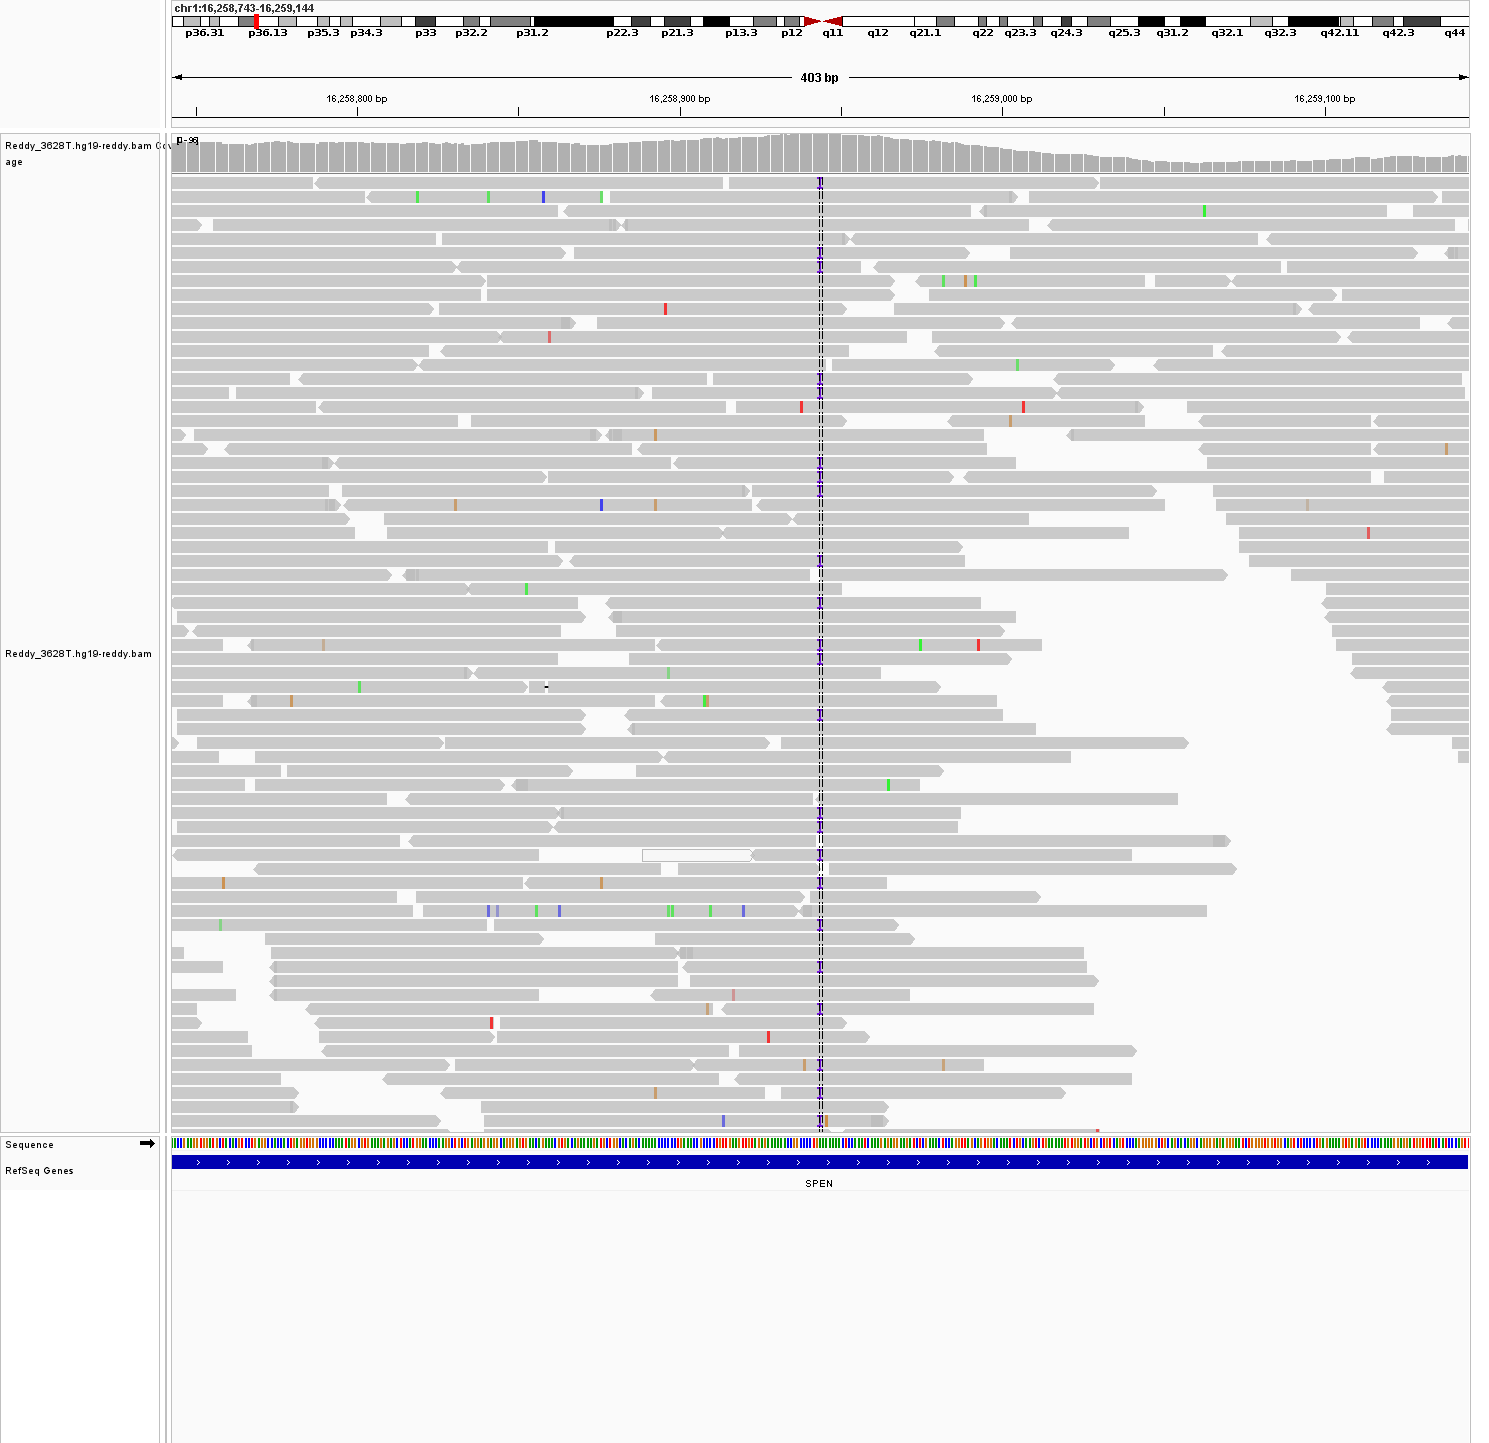 chr1:16,258,743-16,259,144
p36.31 p36.13 p35.3 p34.3 p33 p32.2 p31.2 p22.3 p21.3 p13.3 p12 q11 q12 q21.1 q22 q23.3 q24.3 q25.3 q31.2 q32.1 q32.3 q42.11 q42.3 q44
403 bp
16,258,800 bp 16,258,900 bp 16,259,000 bp 16,259,100 bp
Reddy_3628T.hg19-reddy.bam Cov
age
Reddy_3628T.hg19-reddy.bam
Sequence
RefSeq Genes
SPEN